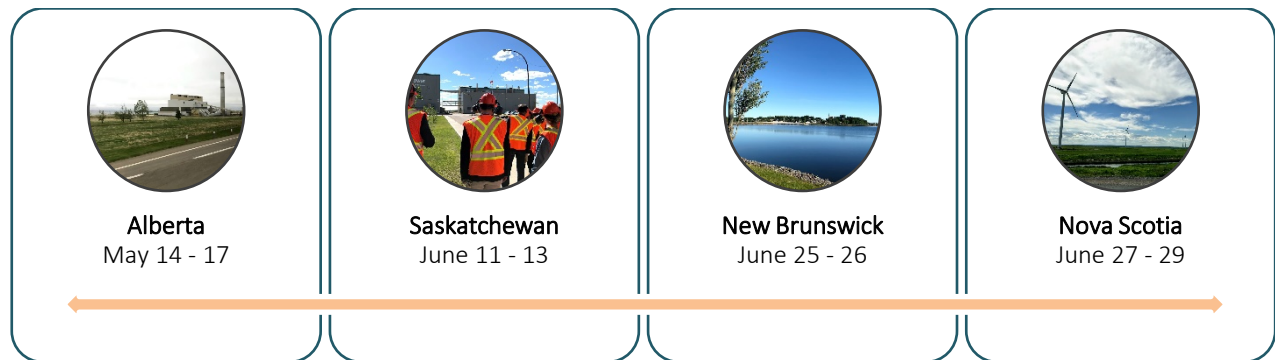 Alberta
May 14 - 17
Saskatchewan
June 11 - 13
New Brunswick
June 25 - 26
Nova Scotia
June 27 - 29